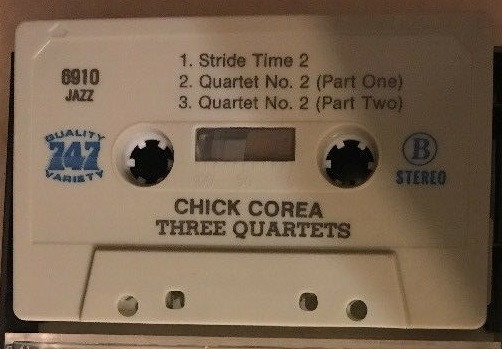 6910
JAZZ
1. Stride Time 2
2. Quartet No. 2 (Part One)
3. Quartet No. 2 (Part Two)
QUALITY
747
VARIETY
B
STEREO
CHICK COREA
THREE QUARTETS